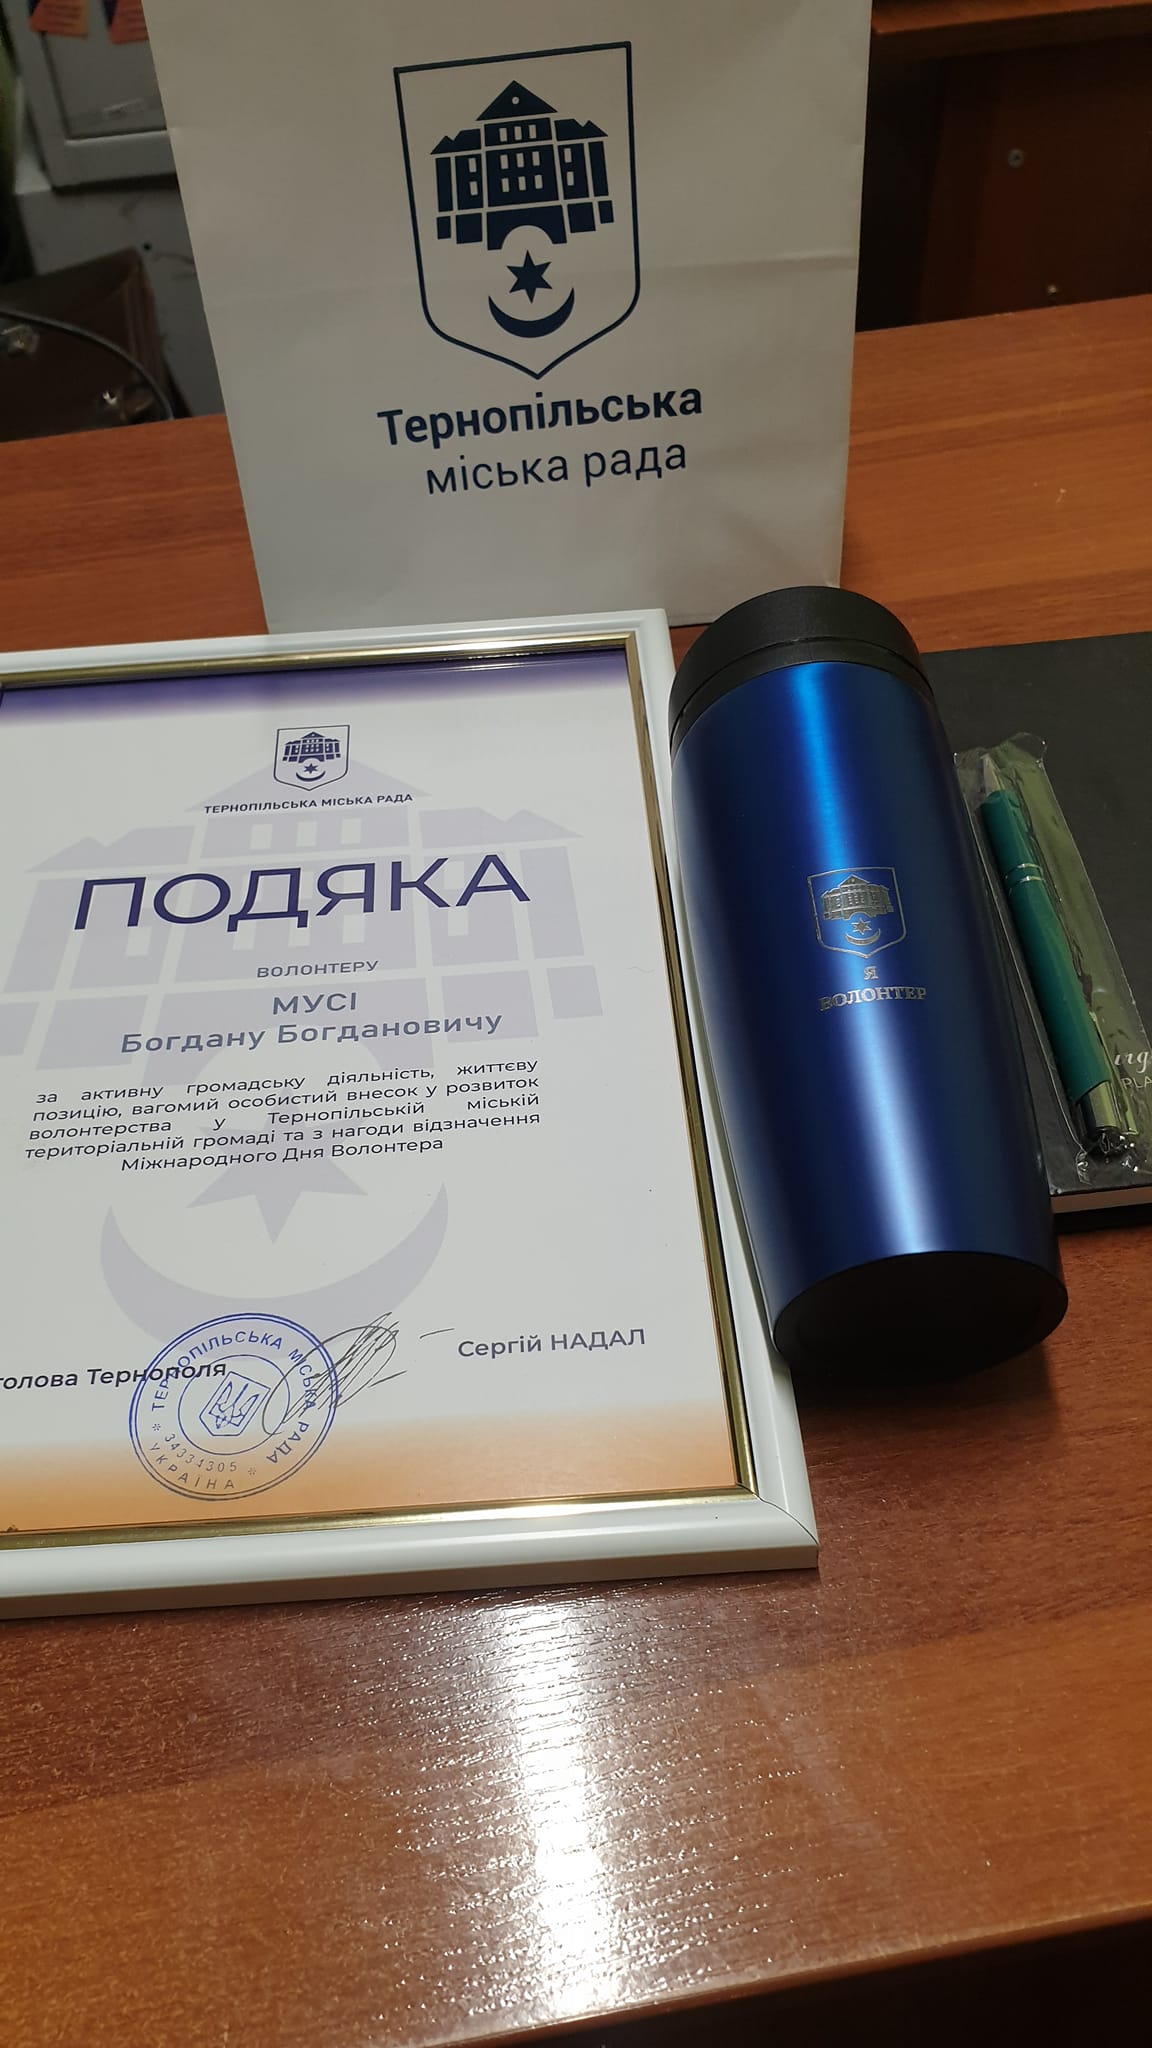 Тернопільська
міська рада
ТЕРНОПІЛЬСЬКА МІСЬКА РАДА
ПОДЯКА
ВОЛОНТЕРУ
МУСІ
Богдану Богдановичу
за активну громадську діяльність, життєву
позицію, вагомий особистий внесок у розвиток
волонтерства у Тернопільській міській
територіальній громаді та з нагоди відзначення
Міжнародного Дня Волонтера
голова Тернополя
Сергій НАДАЛ
ТЕРНОПІЛЬСЬКА МІСЬКА РАДА
34334305
УКРАЇНА
Я
ВОЛОНТЕР